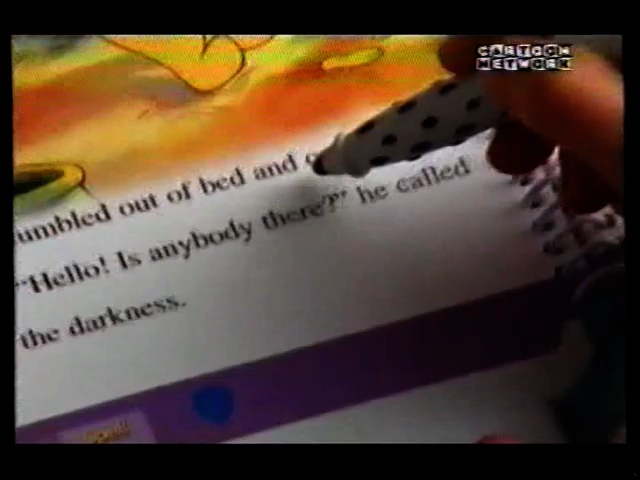 CARTOON
NETWORK
umbled out of bed and
"Hello! Is anybody there?" he called
the darkness.